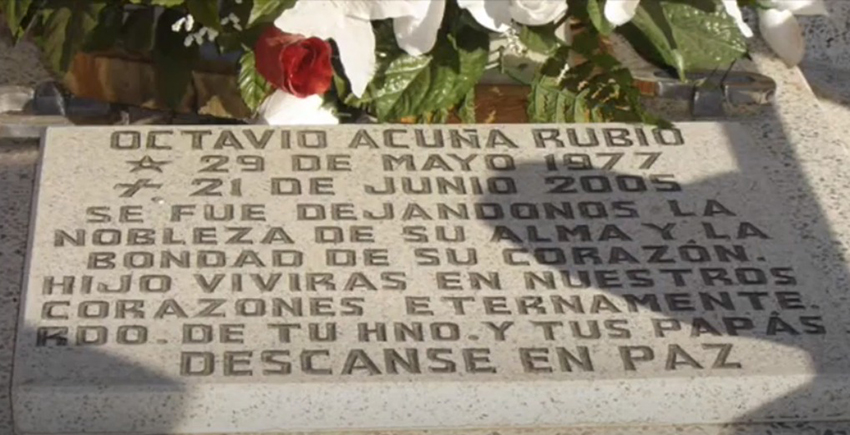 OCTAVIO ACUÑA RUBIO
☆ 29 DE MAYO 1977
✝ 21 DE JUNIO 2005
SE FUE DEJANDONOS LA
NOBLEZA DE SU ALMA Y LA
BONDAD DE SU CORAZÓN.
HIJO VIVIRAS EN NUESTROS
CORAZONES ETERNAMENTE.
RDO. DE TU HNO. Y TUS PAPÁS
DESCANSE EN PAZ